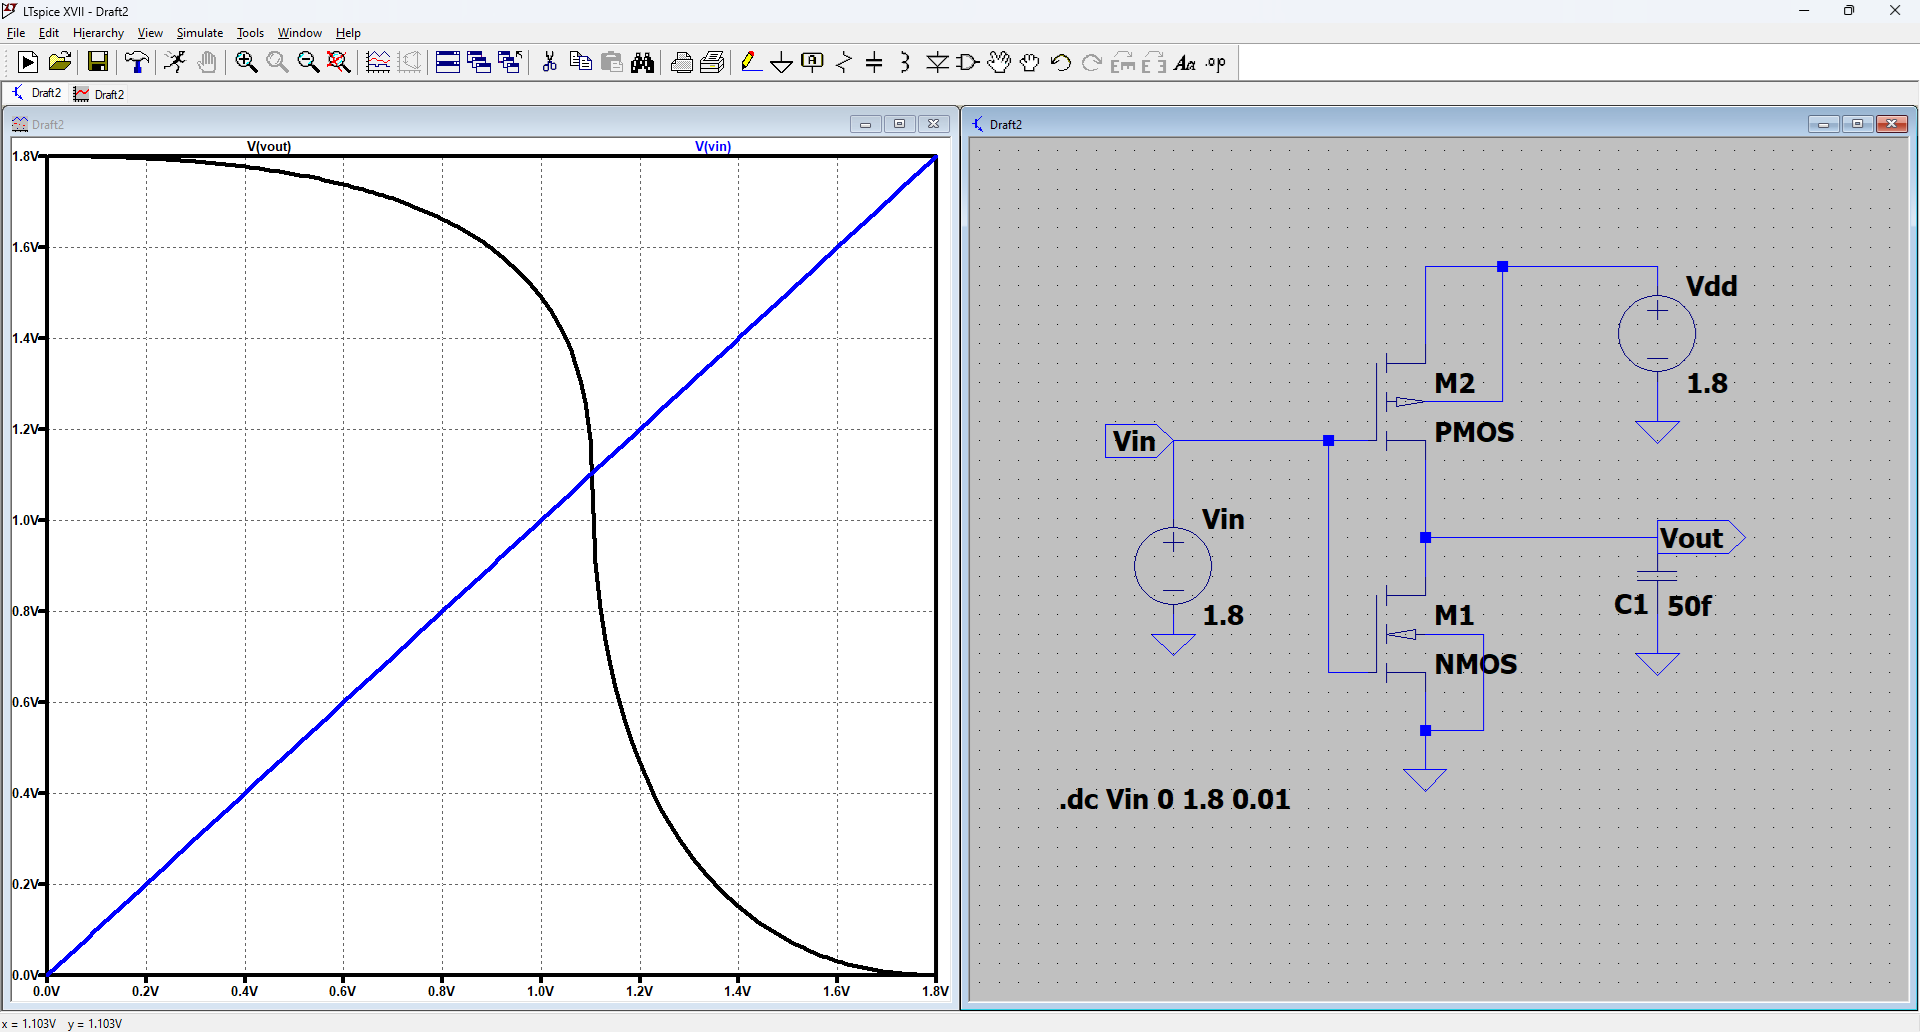 LTspice XVII - Draft2
File Edit Hierarchy View Simulate Tools Window Help
Aa .op
Draft2 Draft2
Draft2
V(vout) V(vin)
1.8V
1.6V
1.4V
1.2V
1.0V
0.8V
0.6V
0.4V
0.2V
0.0V
0.0V 0.2V 0.4V 0.6V 0.8V 1.0V 1.2V 1.4V 1.6V 1.8V
Draft2
Vdd
1.8
M2
PMOS
Vin
Vin
1.8
Vout
C1 50f
M1
NMOS
.dc Vin 0 1.8 0.01
x = 1.103V y = 1.103V